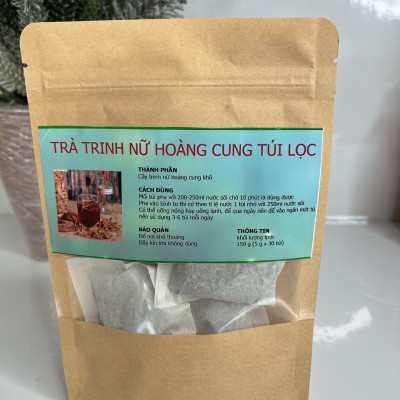 TRÀ TRINH NỮ HOÀNG CUNG TÚI LỌC
THÀNH PHẦN
Cây trinh nữ hoàng cung khô
CÁCH DÙNG
Mỗi túi pha với 200-250ml nước sôi chờ 10 phút là dùng được
Pha vào bình to thì cứ theo tỉ lệ nước 1 túi nhỏ với 250ml nước sôi
Có thể uống nóng hay uống lạnh, để qua ngày nên để vào ngăn mát tủ
nên sử dụng 3-6 túi mỗi ngày
BẢO QUẢN
Để nơi khô thoáng
Đậy kín khi không dùng
THÔNG TIN
khối lượng tịnh
150 g (5 g x 30 túi)